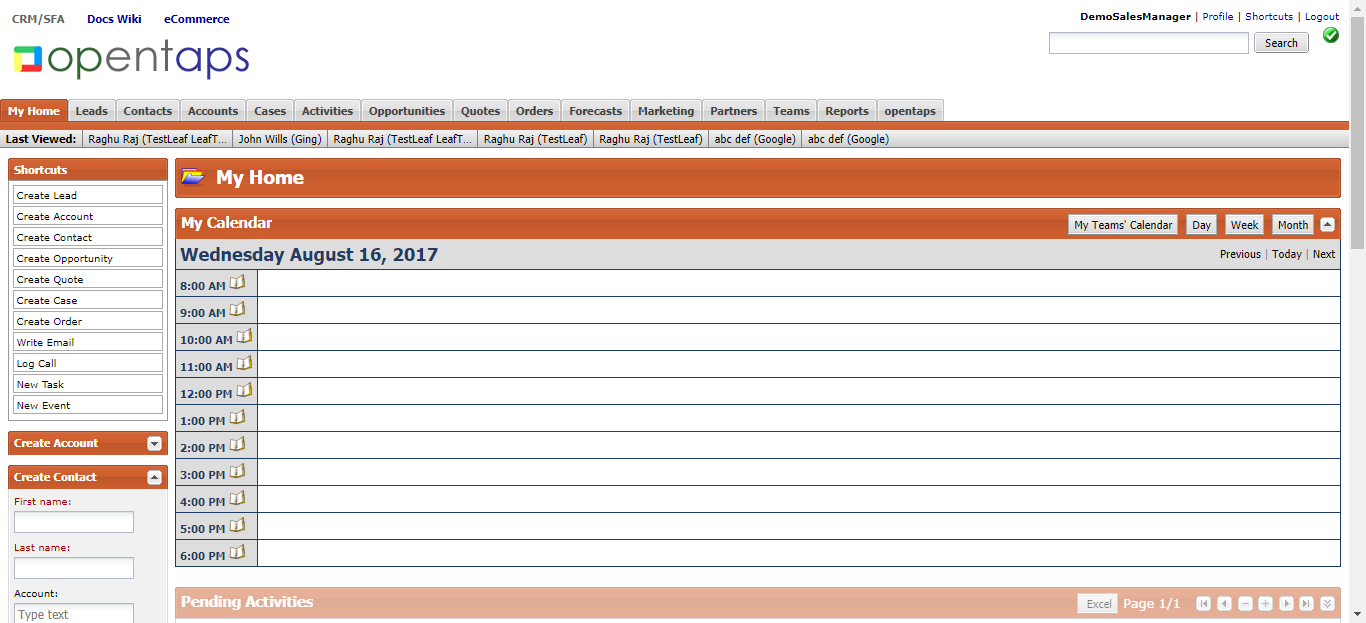 CRM/SFA Docs Wiki eCommerce
DemoSalesManager | Profile | Shortcuts | Logout
opentaps
Search
My Home Leads Contacts Accounts Cases Activities Opportunities Quotes Orders Forecasts Marketing Partners Teams Reports opentaps
Last Viewed: Raghu Raj (TestLeaf LeafT... John Wills (Ging) Raghu Raj (TestLeaf LeafT... Raghu Raj (TestLeaf) Raghu Raj (TestLeaf) abc def (Google) abc def (Google)
Shortcuts
Create Lead
Create Account
Create Contact
Create Opportunity
Create Quote
Create Case
Create Order
Write Email
Log Call
New Task
New Event
Create Account
Create Contact
First name:
Last name:
Account:
Type text
My Home
My Calendar
My Teams' Calendar Day Week Month
Wednesday August 16, 2017
Previous | Today | Next
8:00 AM
9:00 AM
10:00 AM
11:00 AM
12:00 PM
1:00 PM
2:00 PM
3:00 PM
4:00 PM
5:00 PM
6:00 PM
Pending Activities
Excel Page 1/1